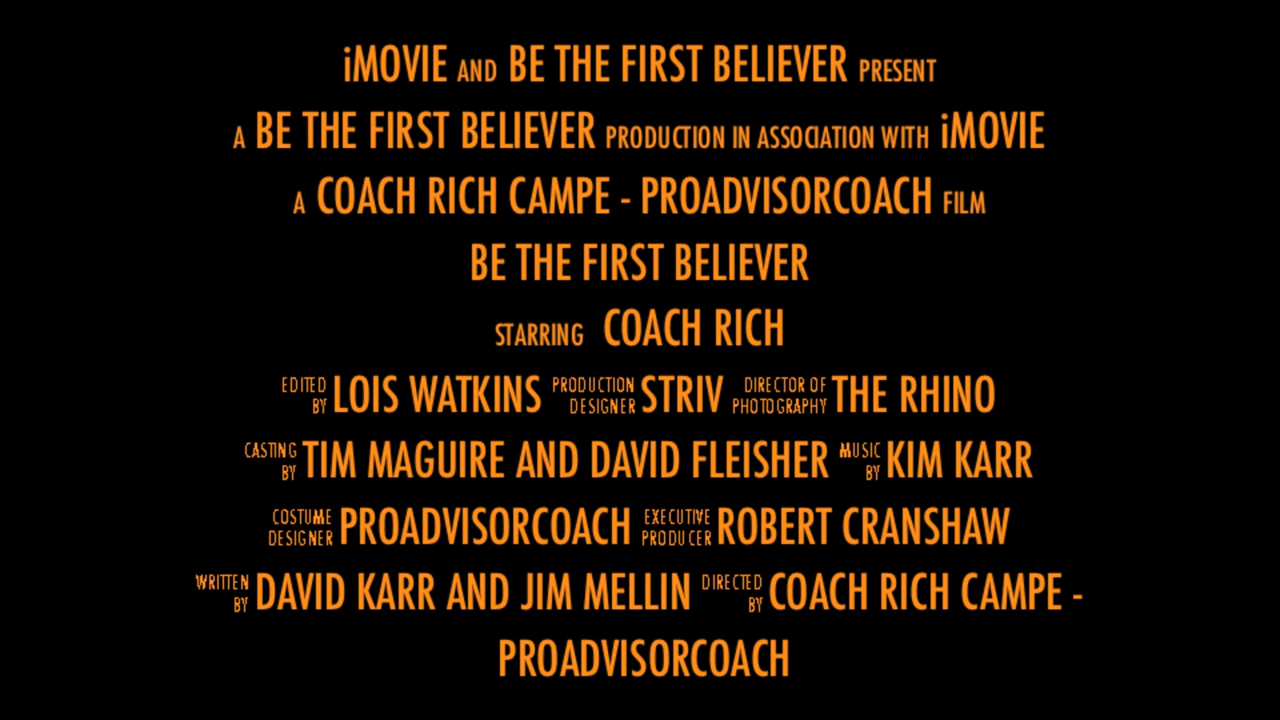 iMOVIE AND BE THE FIRST BELIEVER PRESENT
A BE THE FIRST BELIEVER PRODUCTION IN ASSOCIATION WITH iMOVIE
A COACH RICH CAMPE - PROADVISORCOACH FILM
BE THE FIRST BELIEVER
STARRING COACH RICH
EDITED BY LOIS WATKINS PRODUCTION DESIGNER STRIV DIRECTOR OF PHOTOGRAPHY THE RHINO
CASTING BY TIM MAGUIRE AND DAVID FLEISHER MUSIC BY KIM KARR
COSTUME DESIGNER PROADVISORCOACH EXECUTIVE PRODUCER ROBERT CRANSHAW
WRITTEN BY DAVID KARR AND JIM MELLIN DIRECTED BY COACH RICH CAMPE -
PROADVISORCOACH